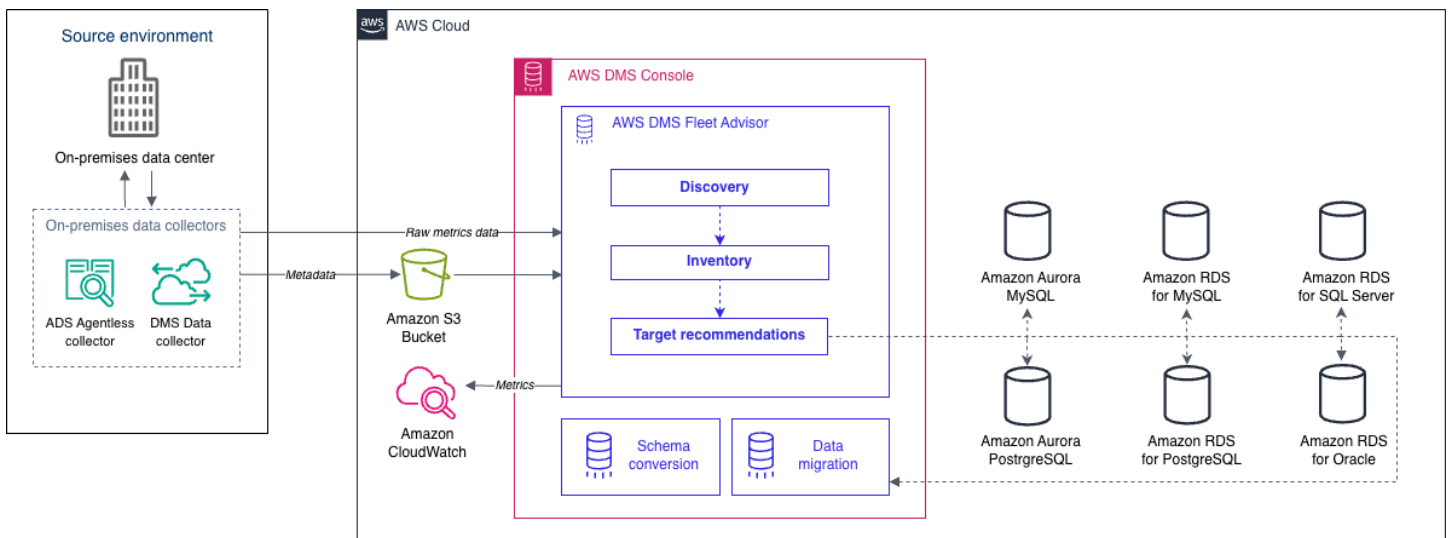 Source environment
On-premises data center
On-premises data collectors
ADS Agentless
collector
DMS Data
collector
aws
AWS Cloud
Raw metrics data
Metadata
Amazon S3
Bucket
Metrics
Amazon
CloudWatch
AWS DMS Console
AWS DMS Fleet Advisor
Discovery
Inventory
Target recommendations
Schema
conversion
Data
migration
Amazon Aurora
MySQL
Amazon RDS
for MySQL
Amazon RDS
for SQL Server
Amazon Aurora
PostrgreSQL
Amazon RDS
for PostgreSQL
Amazon RDS
for Oracle